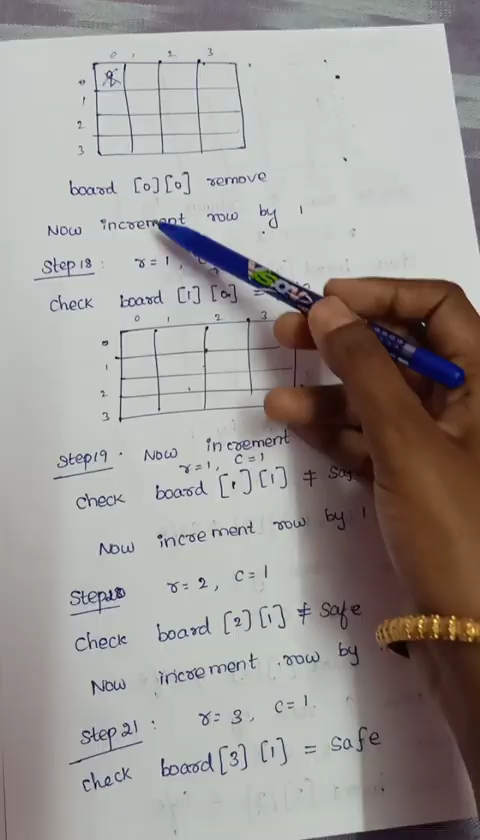 0 1 2 3
0 q
1
2
3
board [0][0] remove
Now increment row by 1
Step 18: r=1,
check board [1][0] =
0 1 2 3
0
1
2
3
Step 19. Now increment
r=1, c=1
check board [1][1] ≠
Now increment row by 1
Step 20 r=2, c=1
check board [2][1] ≠ safe
Now increment row by
Step 21: r=3, c=1.
check board [3][1] = safe